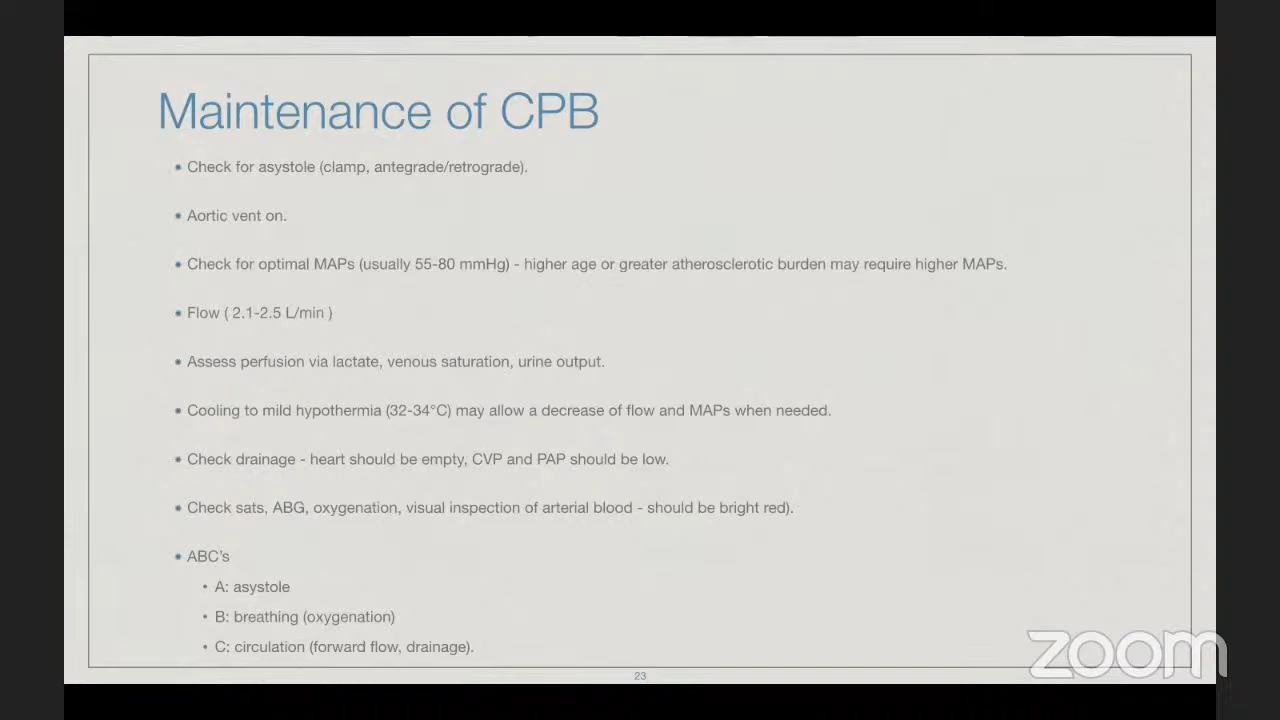 Maintenance of CPB
• Check for asystole (clamp, antegrade/retrograde).
• Aortic vent on.
• Check for optimal MAPs (usually 55-80 mmHg) - higher age or greater atherosclerotic burden may require higher MAPs.
• Flow ( 2.1-2.5 L/min )
• Assess perfusion via lactate, venous saturation, urine output.
• Cooling to mild hypothermia (32-34°C) may allow a decrease of flow and MAPs when needed.
• Check drainage - heart should be empty, CVP and PAP should be low.
• Check sats, ABG, oxygenation, visual inspection of arterial blood - should be bright red).
• ABC’s
• A: asystole
• B: breathing (oxygenation)
• C: circulation (forward flow, drainage).
zoom
23